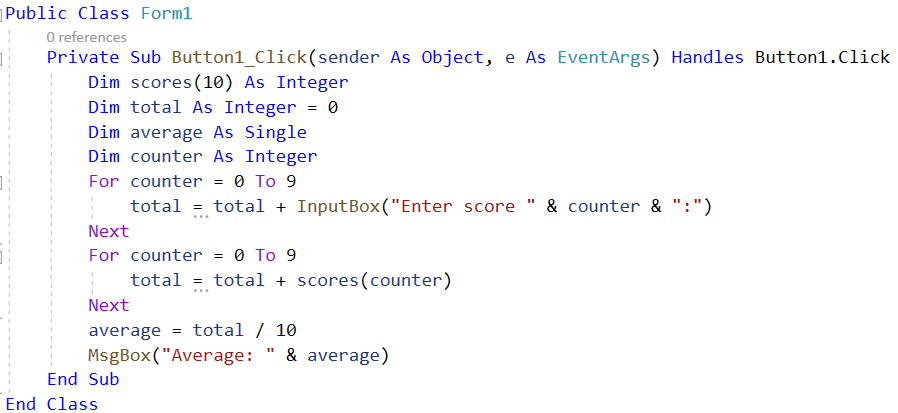 Public Class Form1
0 references
Private Sub Button1_Click(sender As Object, e As EventArgs) Handles Button1.Click
Dim scores(10) As Integer
Dim total As Integer = 0
Dim average As Single
Dim counter As Integer
For counter = 0 To 9
total = total + InputBox("Enter score " & counter & ":")
Next
For counter = 0 To 9
total = total + scores(counter)
Next
average = total / 10
MsgBox("Average: " & average)
End Sub
End Class